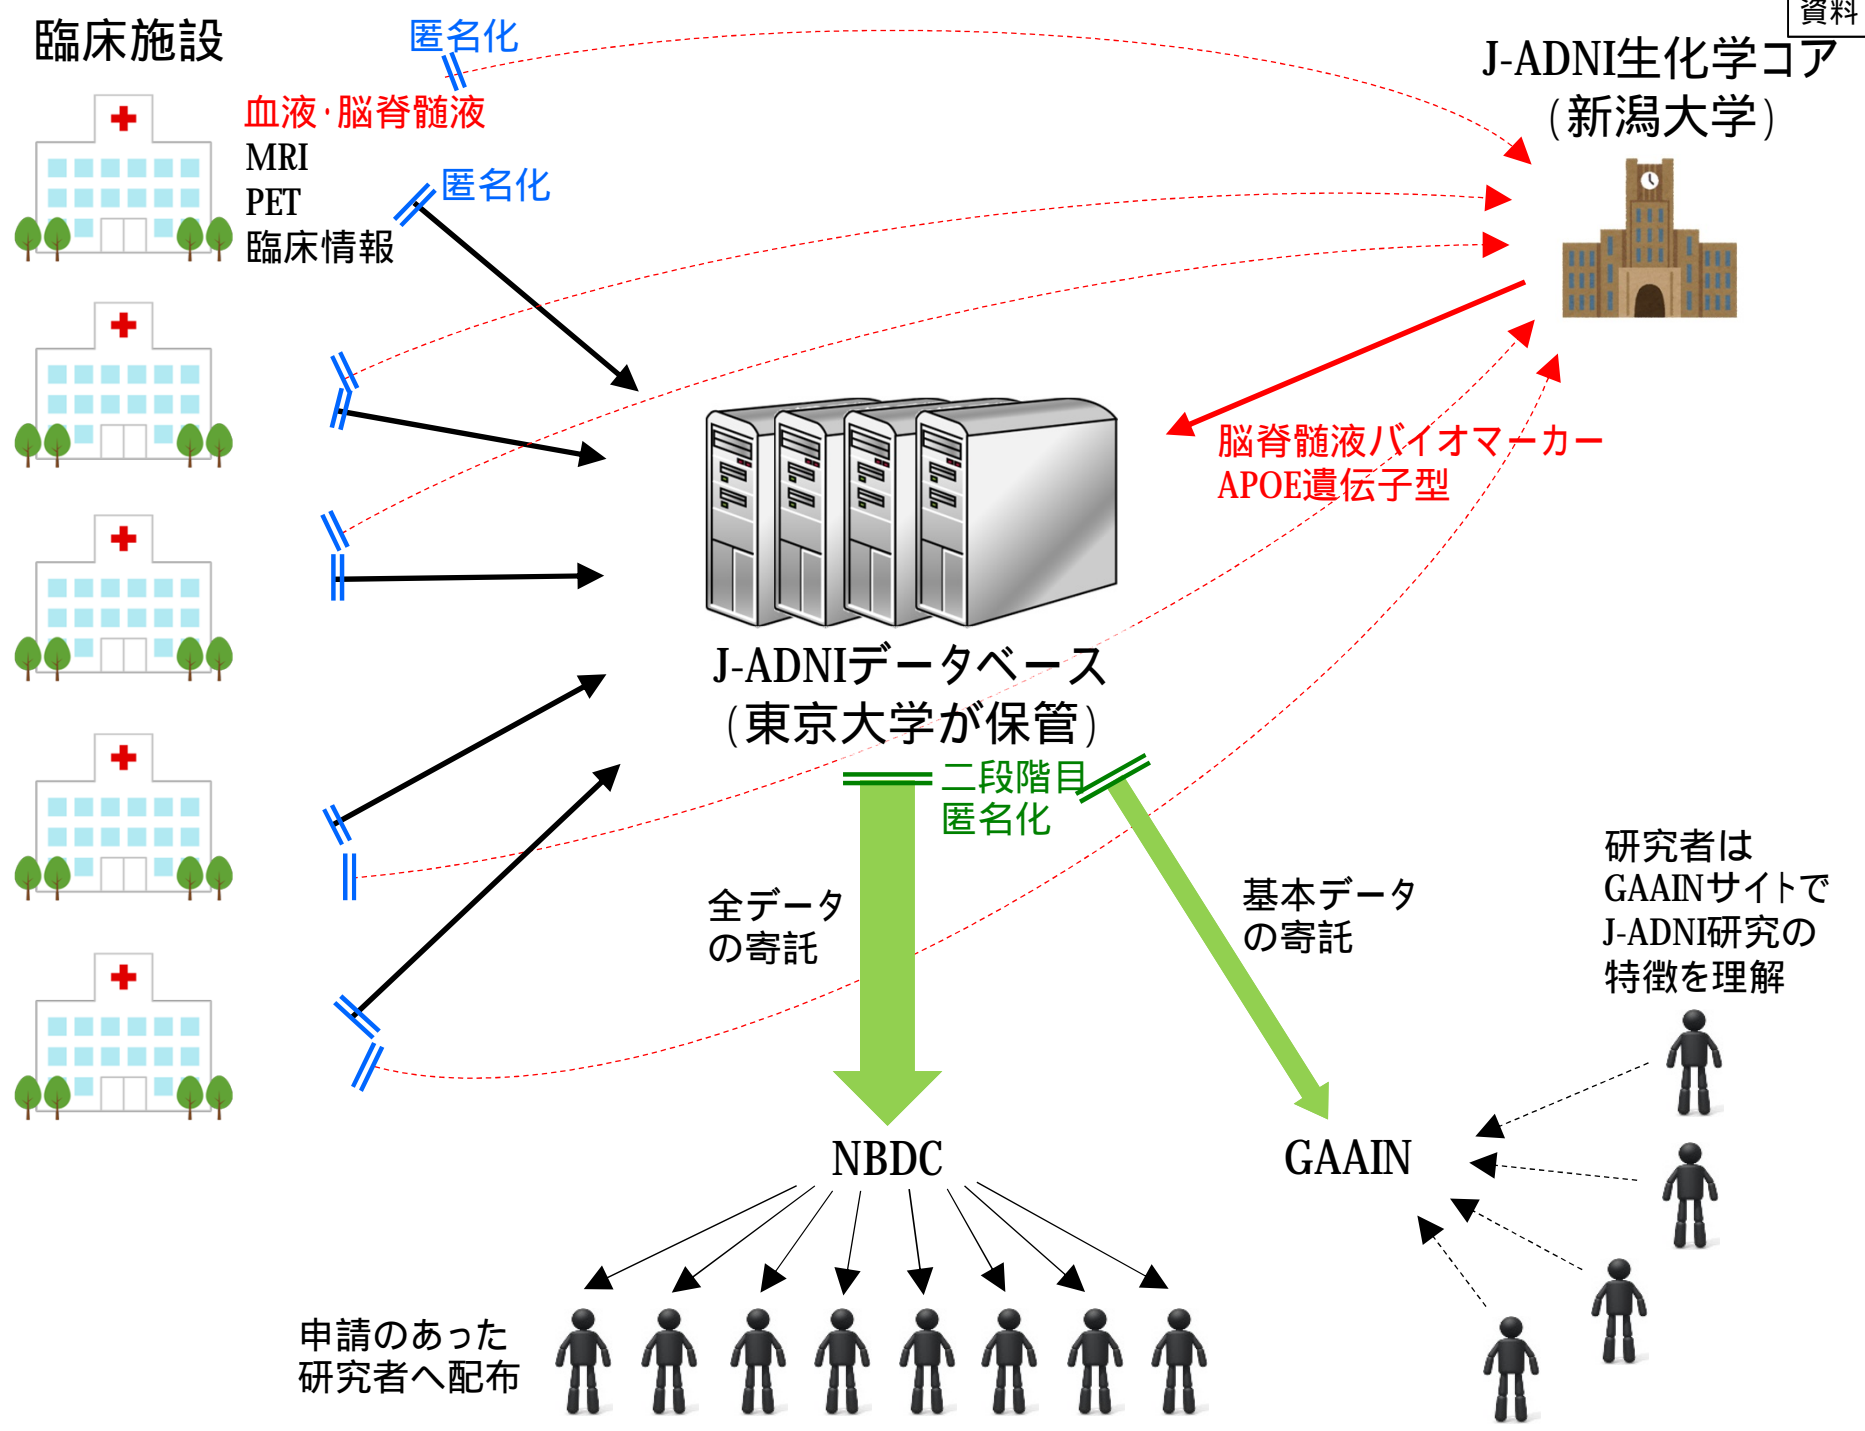 資料
臨床施設
匿名化
J-ADNI生化学コア
(新潟大学)
血液・脳脊髄液
MRI
PET
臨床情報
匿名化
脳脊髄液バイオマーカー
APOE遺伝子型
J-ADNIデータベース
(東京大学が保管)
二段階目
匿名化
全データ
の寄託
基本データ
の寄託
研究者は
GAAINサイトで
J-ADNI研究の
特徴を理解
NBDC
GAAIN
申請のあった
研究者へ配布